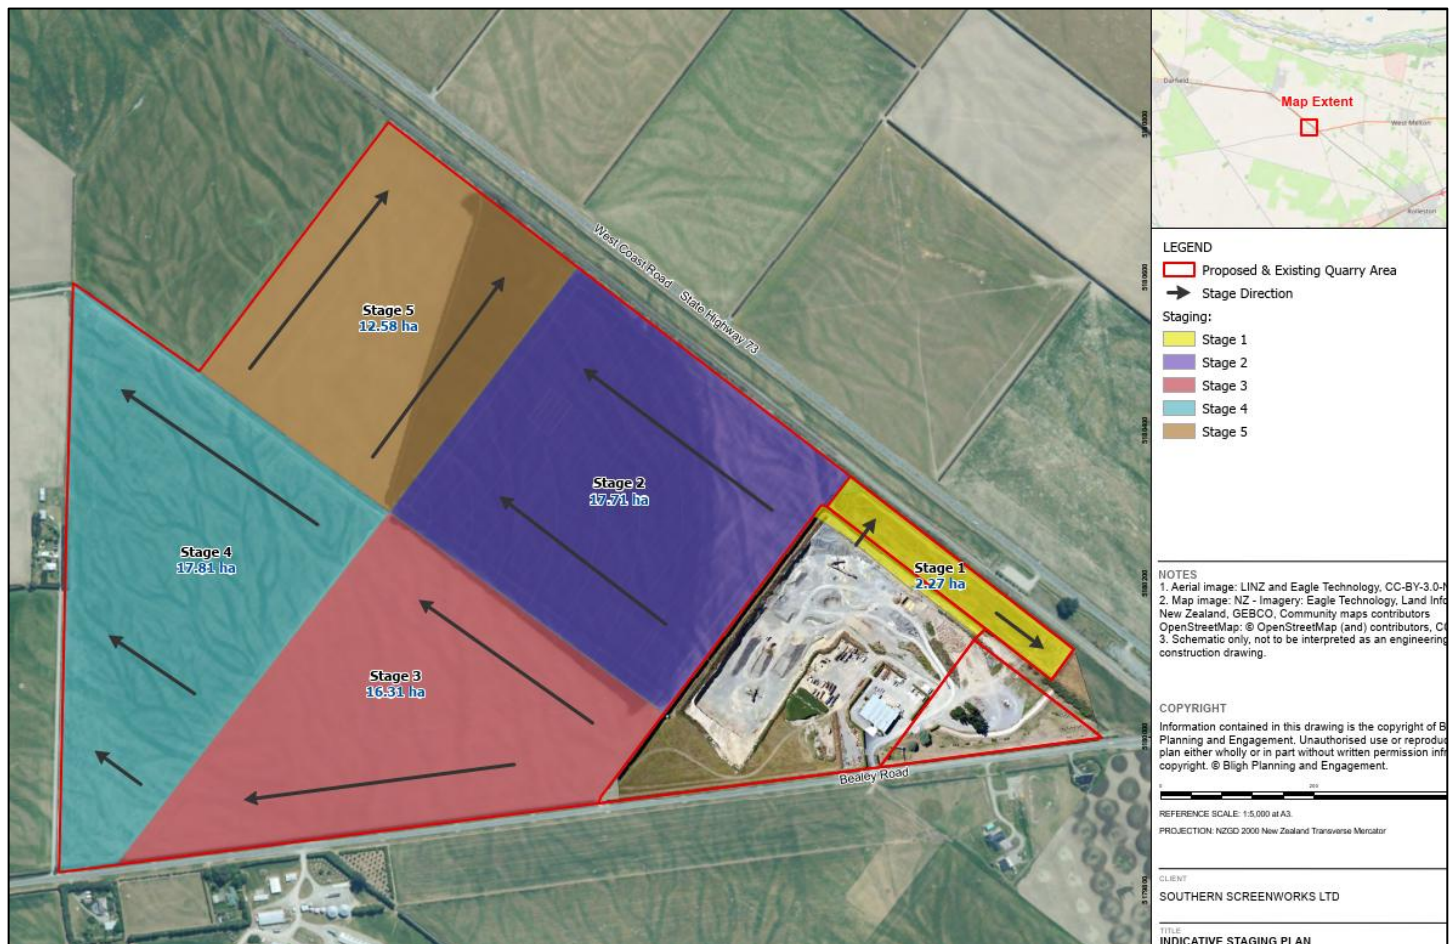 Stage 5
12.58 ha
West Coast Road
State Highway 73
Stage 2
17.71 ha
Stage 4
17.81 ha
Stage 1
2.27 ha
Stage 3
16.31 ha
Bealey Road
Darfield
Map Extent
West Melton
Rolleston
LEGEND
Proposed & Existing Quarry Area
Stage Direction
Staging:
Stage 1
Stage 2
Stage 3
Stage 4
Stage 5
NOTES
1. Aerial image: LINZ and Eagle Technology, CC-BY-3.0-N
2. Map image: NZ - Imagery: Eagle Technology, Land Info
New Zealand, GEBCO, Community maps contributors
OpenStreetMap: © OpenStreetMap (and) contributors, CC
3. Schematic only, not to be interpreted as an engineering
construction drawing.
COPYRIGHT
Information contained in this drawing is the copyright of B
Planning and Engagement. Unauthorised use or reproduc
plan either wholly or in part without written permission infr
copyright. © Bligh Planning and Engagement.
REFERENCE SCALE: 1:5,000 at A3.
PROJECTION: NZGD 2000 New Zealand Transverse Mercator
CLIENT
SOUTHERN SCREENWORKS LTD
TITLE
INDICATIVE STAGING PLAN